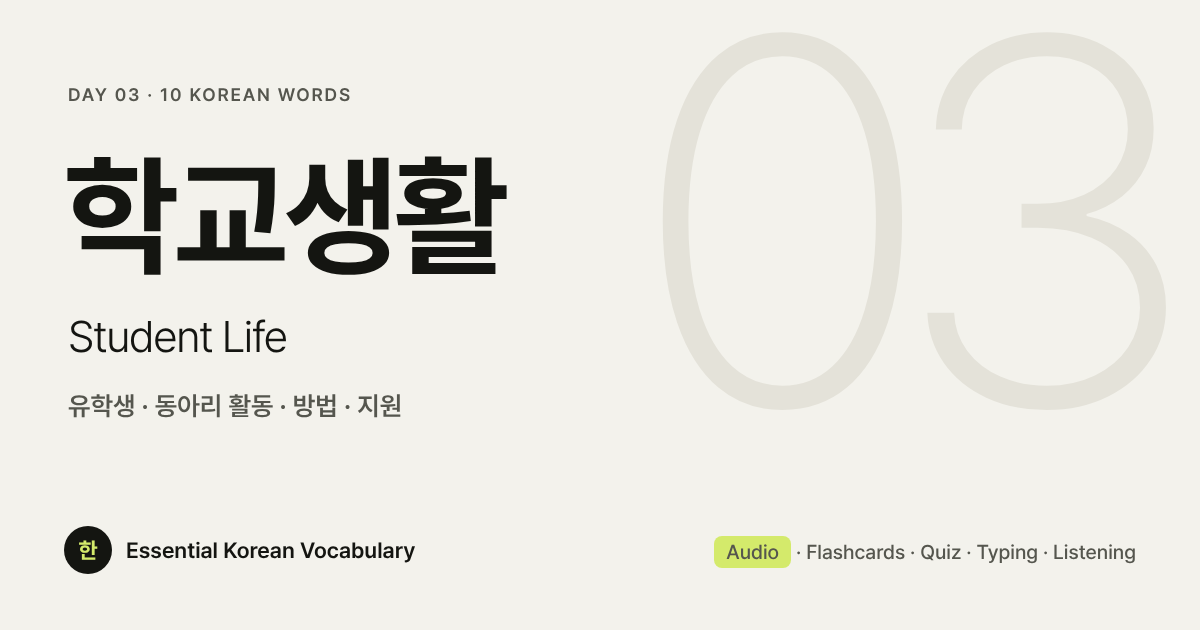 DAY 03 · 10 KOREAN WORDS
03
학교생활
Student Life
유학생 · 동아리 활동 · 방법 · 지원
한 Essential Korean Vocabulary
Audio · Flashcards · Quiz · Typing · Listening